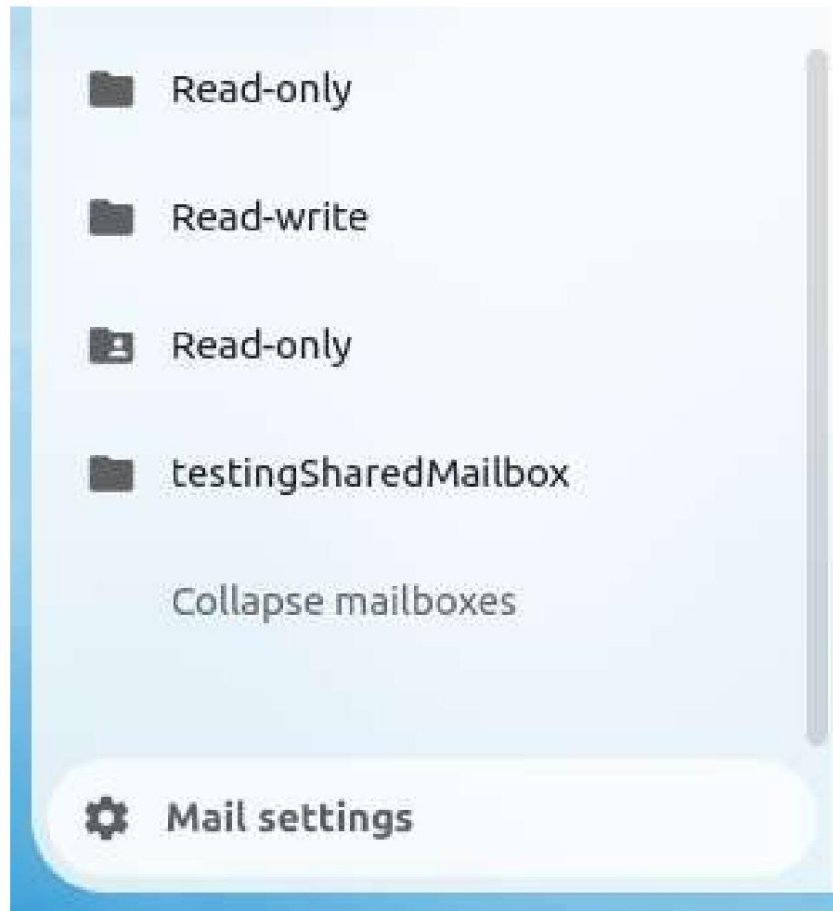 Read-only
Read-write
Read-only
testingSharedMailbox
Collapse mailboxes
Mail settings